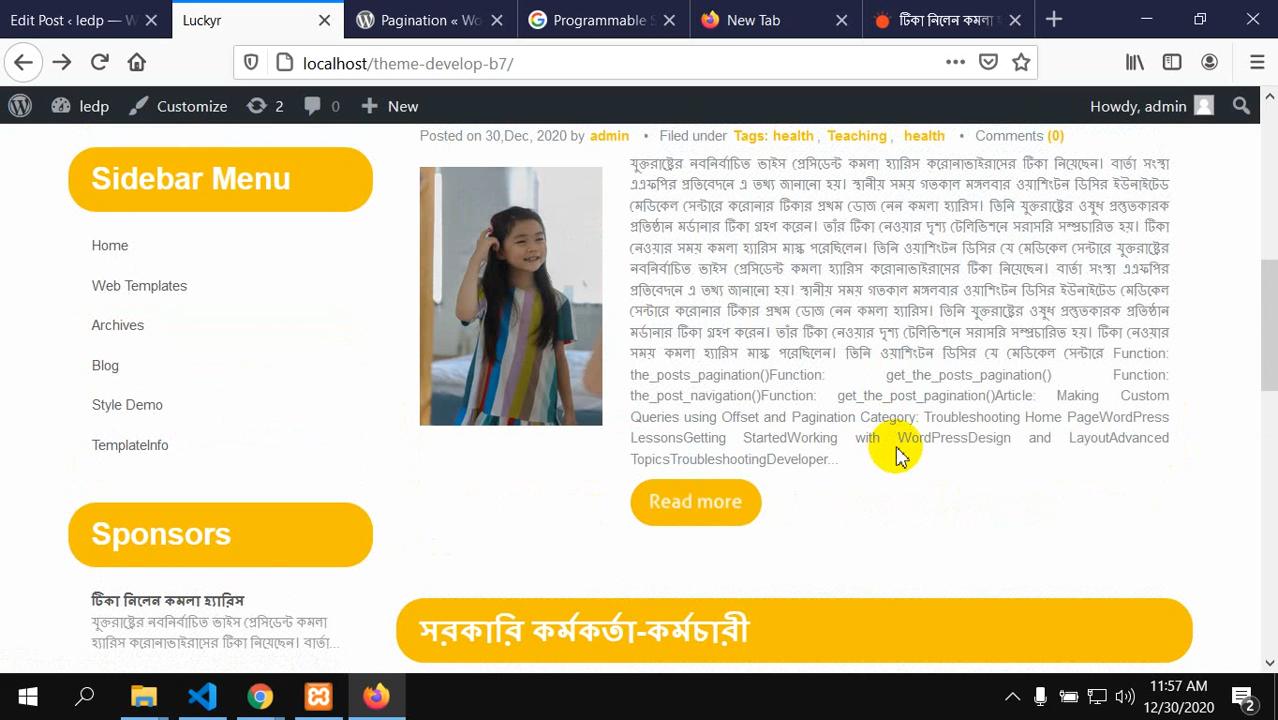 Edit Post ‹ ledp — W
Luckyr
Pagination « Wo
Programmable S
New Tab
টিকা নিলেন কমলা হ
localhost/theme-develop-b7/
ledp
Customize
2
0
New
Howdy, admin
Posted on 30,Dec, 2020 by admin • Filed under Tags: health , Teaching , health • Comments (0)
Sidebar Menu
Home
Web Templates
Archives
Blog
Style Demo
TemplateInfo
যুক্তরাষ্ট্রের নবনির্বাচিত ভাইস প্রেসিডেন্ট কমলা হ্যারিস করোনাভাইরাসের টিকা নিয়েছেন। বার্তা সংস্থা
এএফপির প্রতিবেদনে এ তথ্য জানানো হয়। স্থানীয় সময় গতকাল মঙ্গলবার ওয়াশিংটন ডিসির ইউনাইটেড
মেডিকেল সেন্টারে করোনার টিকার প্রথম ডোজ নেন কমলা হ্যারিস। তিনি যুক্তরাষ্ট্রের ওষুধ প্রস্তুতকারক
প্রতিষ্ঠান মর্ডানার টিকা গ্রহণ করেন। তাঁর টিকা নেওয়ার দৃশ্য টেলিভিশনে সরাসরি সম্প্রচারিত হয়। টিকা
নেওয়ার সময় কমলা হ্যারিস মাস্ক পরেছিলেন। তিনি ওয়াশিংটন ডিসির যে মেডিকেল সেন্টারে যুক্তরাষ্ট্রের
নবনির্বাচিত ভাইস প্রেসিডেন্ট কমলা হ্যারিস করোনাভাইরাসের টিকা নিয়েছেন। বার্তা সংস্থা এএফপির
প্রতিবেদনে এ তথ্য জানানো হয়। স্থানীয় সময় গতকাল মঙ্গলবার ওয়াশিংটন ডিসির ইউনাইটেড মেডিকেল
সেন্টারে করোনার টিকার প্রথম ডোজ নেন কমলা হ্যারিস। তিনি যুক্তরাষ্ট্রের ওষুধ প্রস্তুতকারক প্রতিষ্ঠান
মর্ডানার টিকা গ্রহণ করেন। তাঁর টিকা নেওয়ার দৃশ্য টেলিভিশনে সরাসরি সম্প্রচারিত হয়। টিকা নেওয়ার
সময় কমলা হ্যারিস মাস্ক পরেছিলেন। তিনি ওয়াশিংটন ডিসির যে মেডিকেল সেন্টারে Function:
the_posts_pagination()Function: get_the_posts_pagination() Function:
the_post_navigation()Function: get_the_post_pagination()Article: Making Custom
Queries using Offset and Pagination Category: Troubleshooting Home PageWordPress
LessonsGetting StartedWorking with WordPressDesign and LayoutAdvanced
TopicsTroubleshootingDeveloper...
Read more
Sponsors
টিকা নিলেন কমলা হ্যারিস
যুক্তরাষ্ট্রের নবনির্বাচিত ভাইস প্রেসিডেন্ট কমলা
হ্যারিস করোনাভাইরাসের টিকা নিয়েছেন। বার্তা...
সরকারি কর্মকর্তা-কর্মচারী
11:57 AM
12/30/2020
2